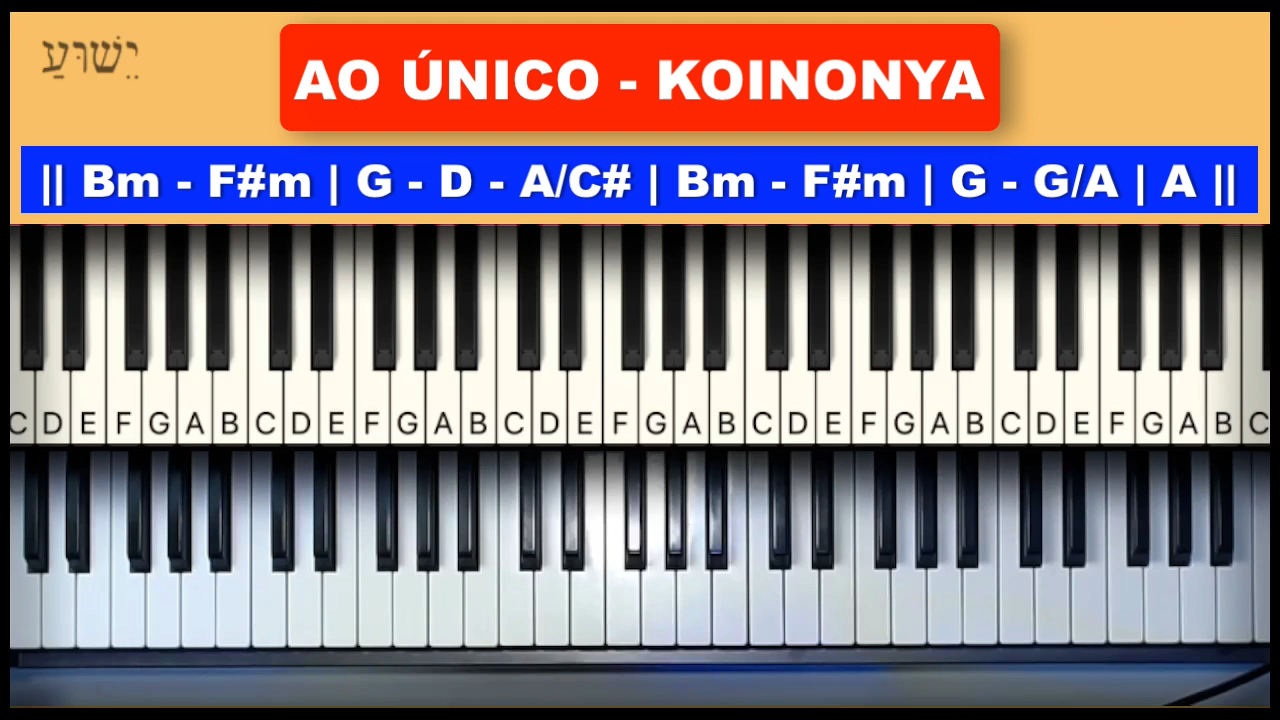 יֵשׁוּעַ
AO ÚNICO - KOINONYA
|| Bm - F#m | G - D - A/C# | Bm - F#m | G - G/A | A ||
C D E F G A B C D E F G A B C D E F G A B C D E F G A B C D E F G A B C